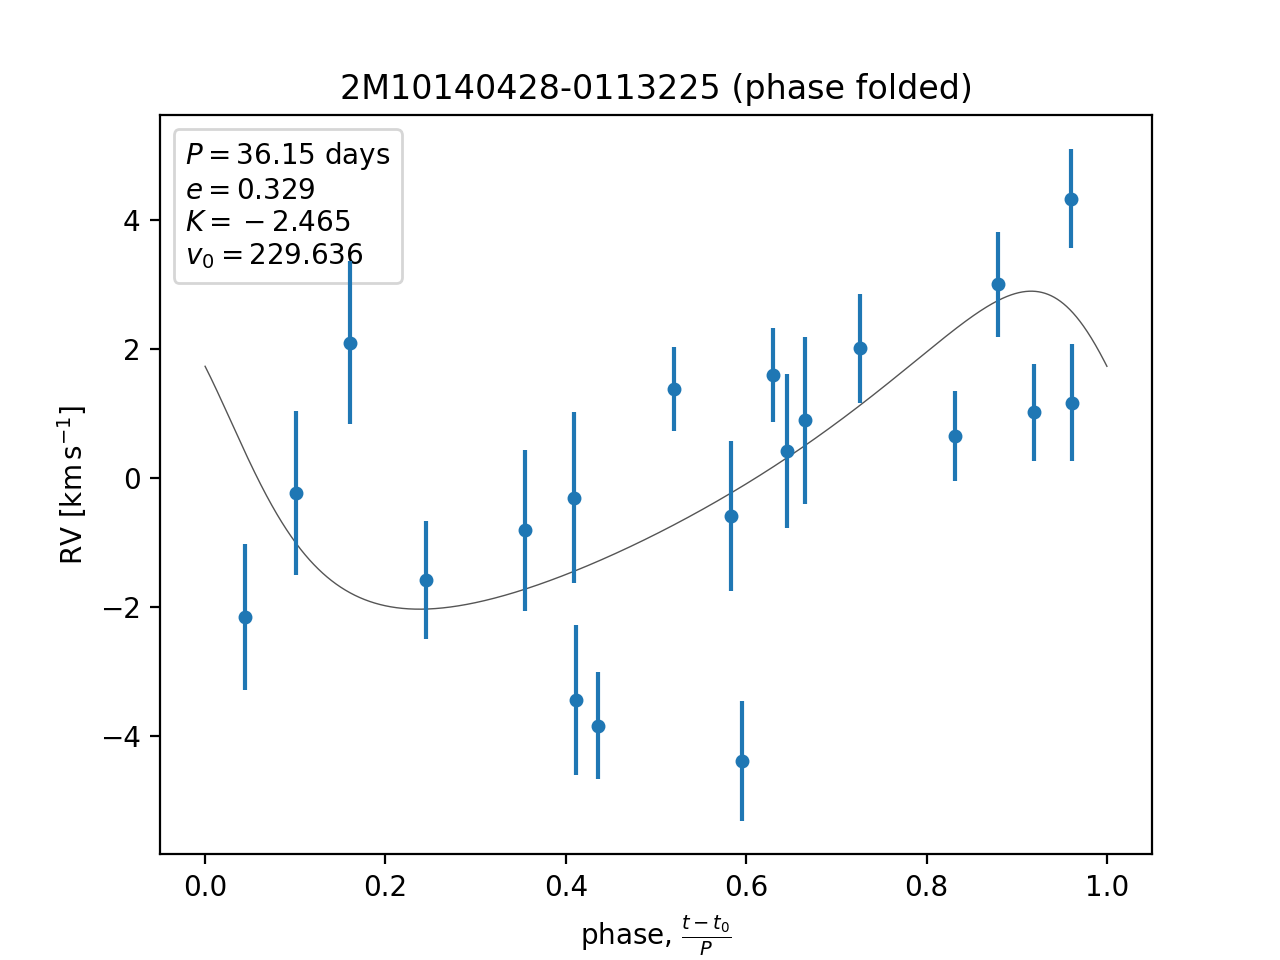 2M10140428-0113225 (phase folded)
P = 36.15 days
e = 0.329
K = −2.465
v₀ = 229.636
RV [km s⁻¹]
4
2
0
−2
−4
0.0 0.2 0.4 0.6 0.8 1.0
phase, (t − t₀)/P